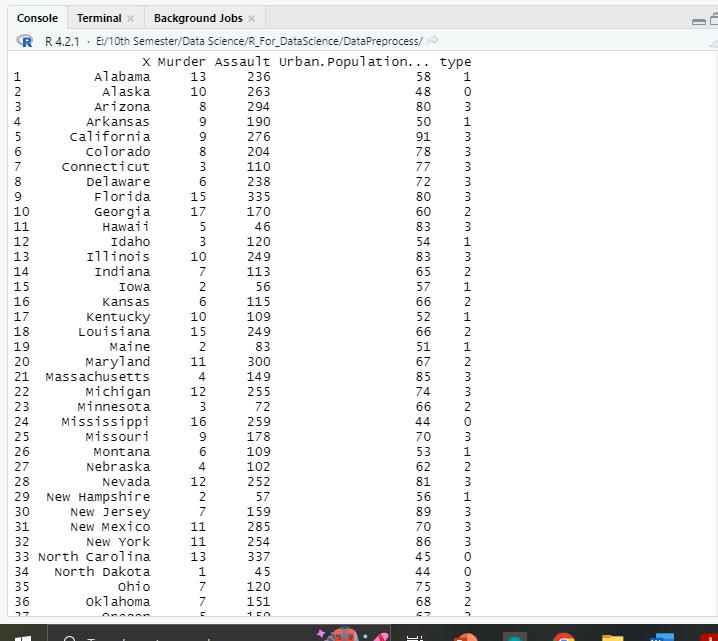 Console Terminal × Background Jobs ×
R R 4.2.1 · E:/10th Semester/Data Science/R_For_DataScience/DataPreprocess/
X Murder Assault Urban.Population... type
1 Alabama 13 236 58 1
2 Alaska 10 263 48 0
3 Arizona 8 294 80 3
4 Arkansas 9 190 50 1
5 California 9 276 91 3
6 Colorado 8 204 78 3
7 Connecticut 3 110 77 3
8 Delaware 6 238 72 3
9 Florida 15 335 80 3
10 Georgia 17 170 60 2
11 Hawaii 5 46 83 3
12 Idaho 3 120 54 1
13 Illinois 10 249 83 3
14 Indiana 7 113 65 2
15 Iowa 2 56 57 1
16 Kansas 6 115 66 2
17 Kentucky 10 109 52 1
18 Louisiana 15 249 66 2
19 Maine 2 83 51 1
20 Maryland 11 300 67 2
21 Massachusetts 4 149 85 3
22 Michigan 12 255 74 3
23 Minnesota 3 72 66 2
24 Mississippi 16 259 44 0
25 Missouri 9 178 70 3
26 Montana 6 109 53 1
27 Nebraska 4 102 62 2
28 Nevada 12 252 81 3
29 New Hampshire 2 57 56 1
30 New Jersey 7 159 89 3
31 New Mexico 11 285 70 3
32 New York 11 254 86 3
33 North Carolina 13 337 45 0
34 North Dakota 1 45 44 0
35 Ohio 7 120 75 3
36 Oklahoma 7 151 68 2